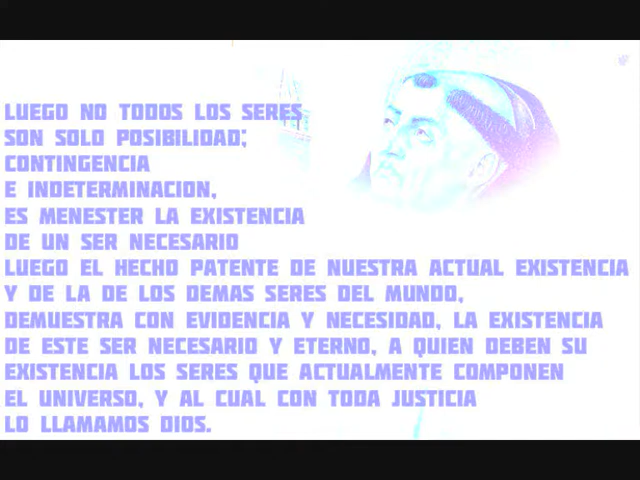 LUEGO NO TODOS LOS SERES
SON SOLO POSIBILIDAD;
CONTINGENCIA
E INDETERMINACION,
ES MENESTER LA EXISTENCIA
DE UN SER NECESARIO
LUEGO EL HECHO PATENTE DE NUESTRA ACTUAL EXISTENCIA
Y DE LA DE LOS DEMAS SERES DEL MUNDO,
DEMUESTRA CON EVIDENCIA Y NECESIDAD, LA EXISTENCIA
DE ESTE SER NECESARIO Y ETERNO, A QUIEN DEBEN SU
EXISTENCIA LOS SERES QUE ACTUALMENTE COMPONEN
EL UNIVERSO, Y AL CUAL CON TODA JUSTICIA
LO LLAMAMOS DIOS.